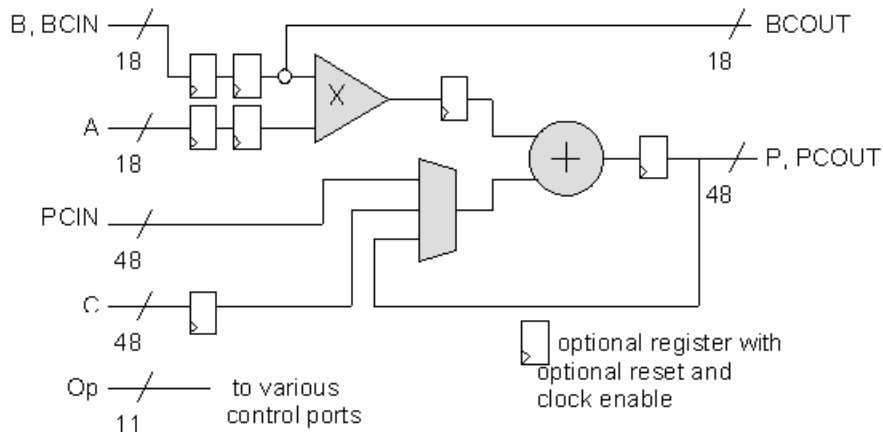 B, BCIN
18
BCOUT
18
X
A
18
+
P, PCOUT
48
PCIN
48
C
48
optional register with
optional reset and
clock enable
Op
11
to various
control ports